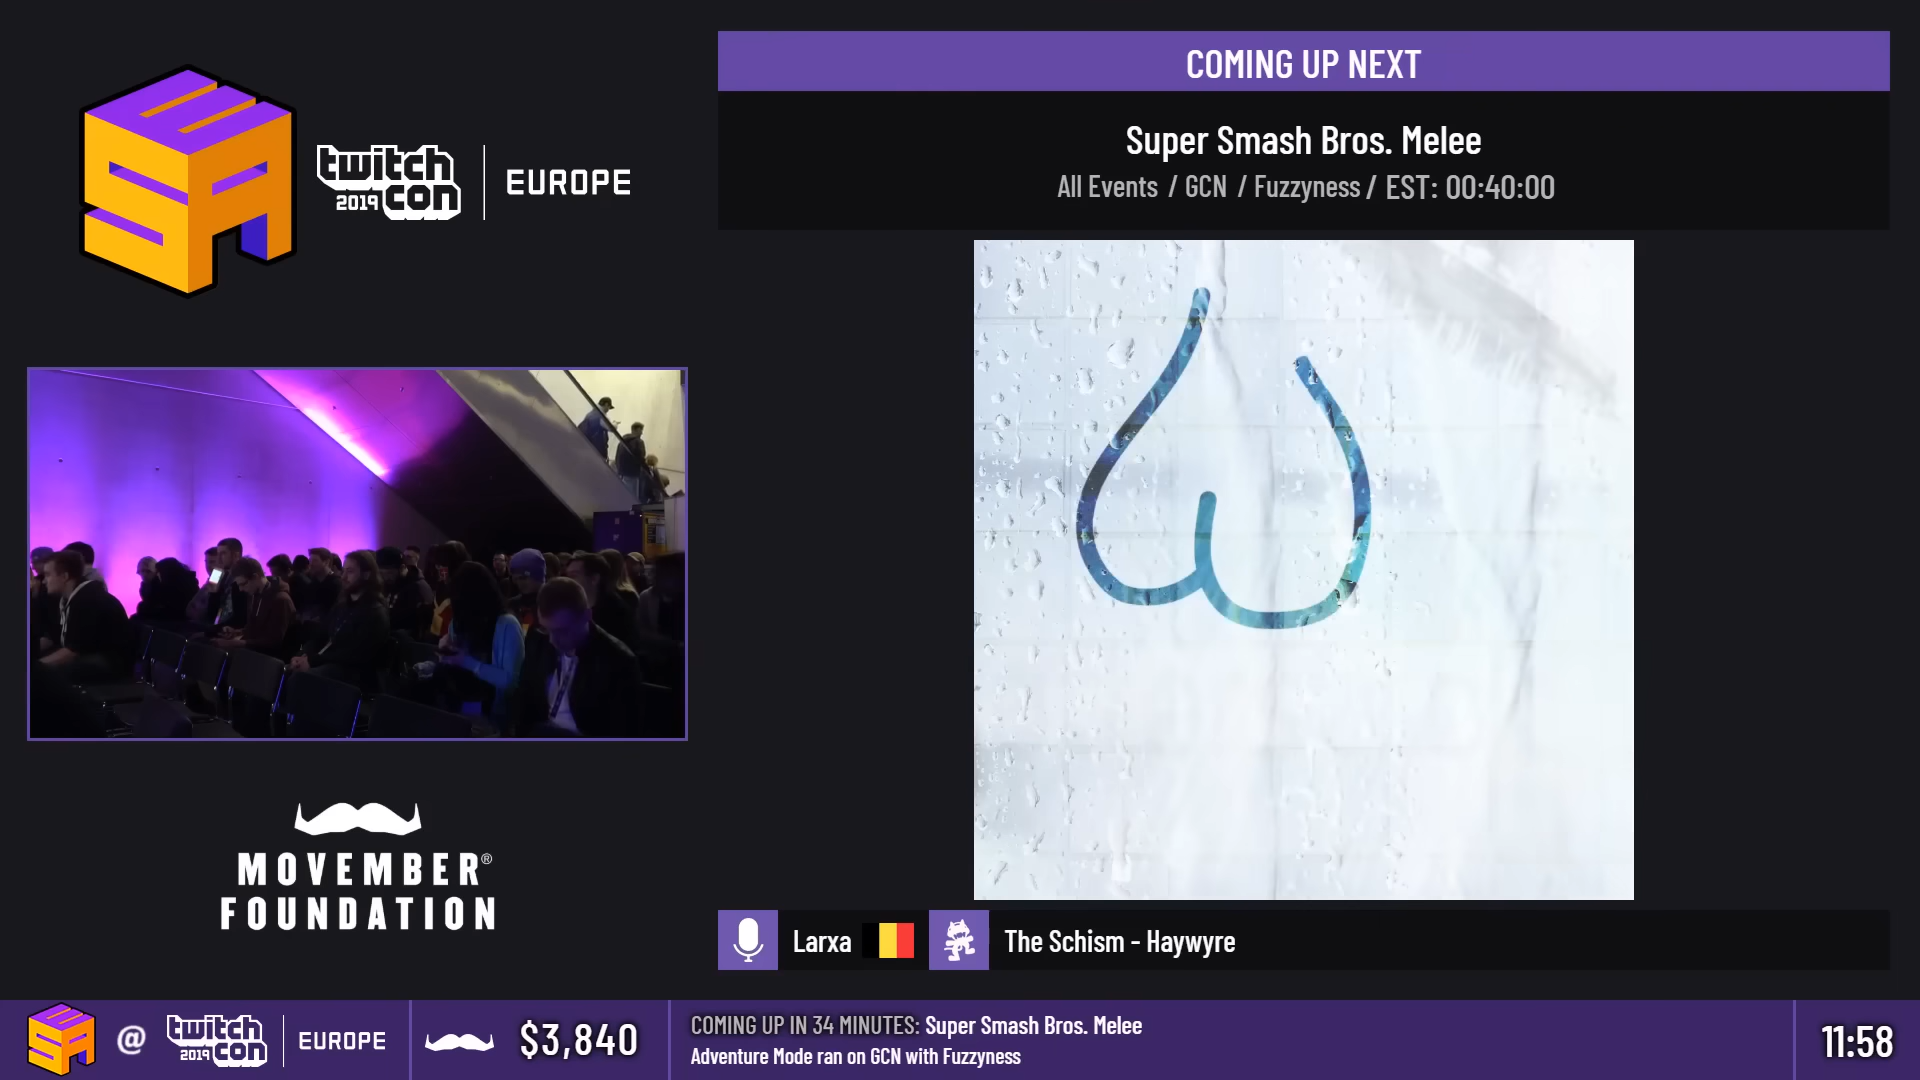 ESA
twitch
2019 con
EUROPE
COMING UP NEXT
Super Smash Bros. Melee
All Events / GCN / Fuzzyness / EST: 00:40:00
MOVEMBER®
FOUNDATION
Larxa
The Schism - Haywyre
ESA
@
twitch
2019 con
EUROPE
$3,840
COMING UP IN 34 MINUTES: Super Smash Bros. Melee
Adventure Mode ran on GCN with Fuzzyness
11:58